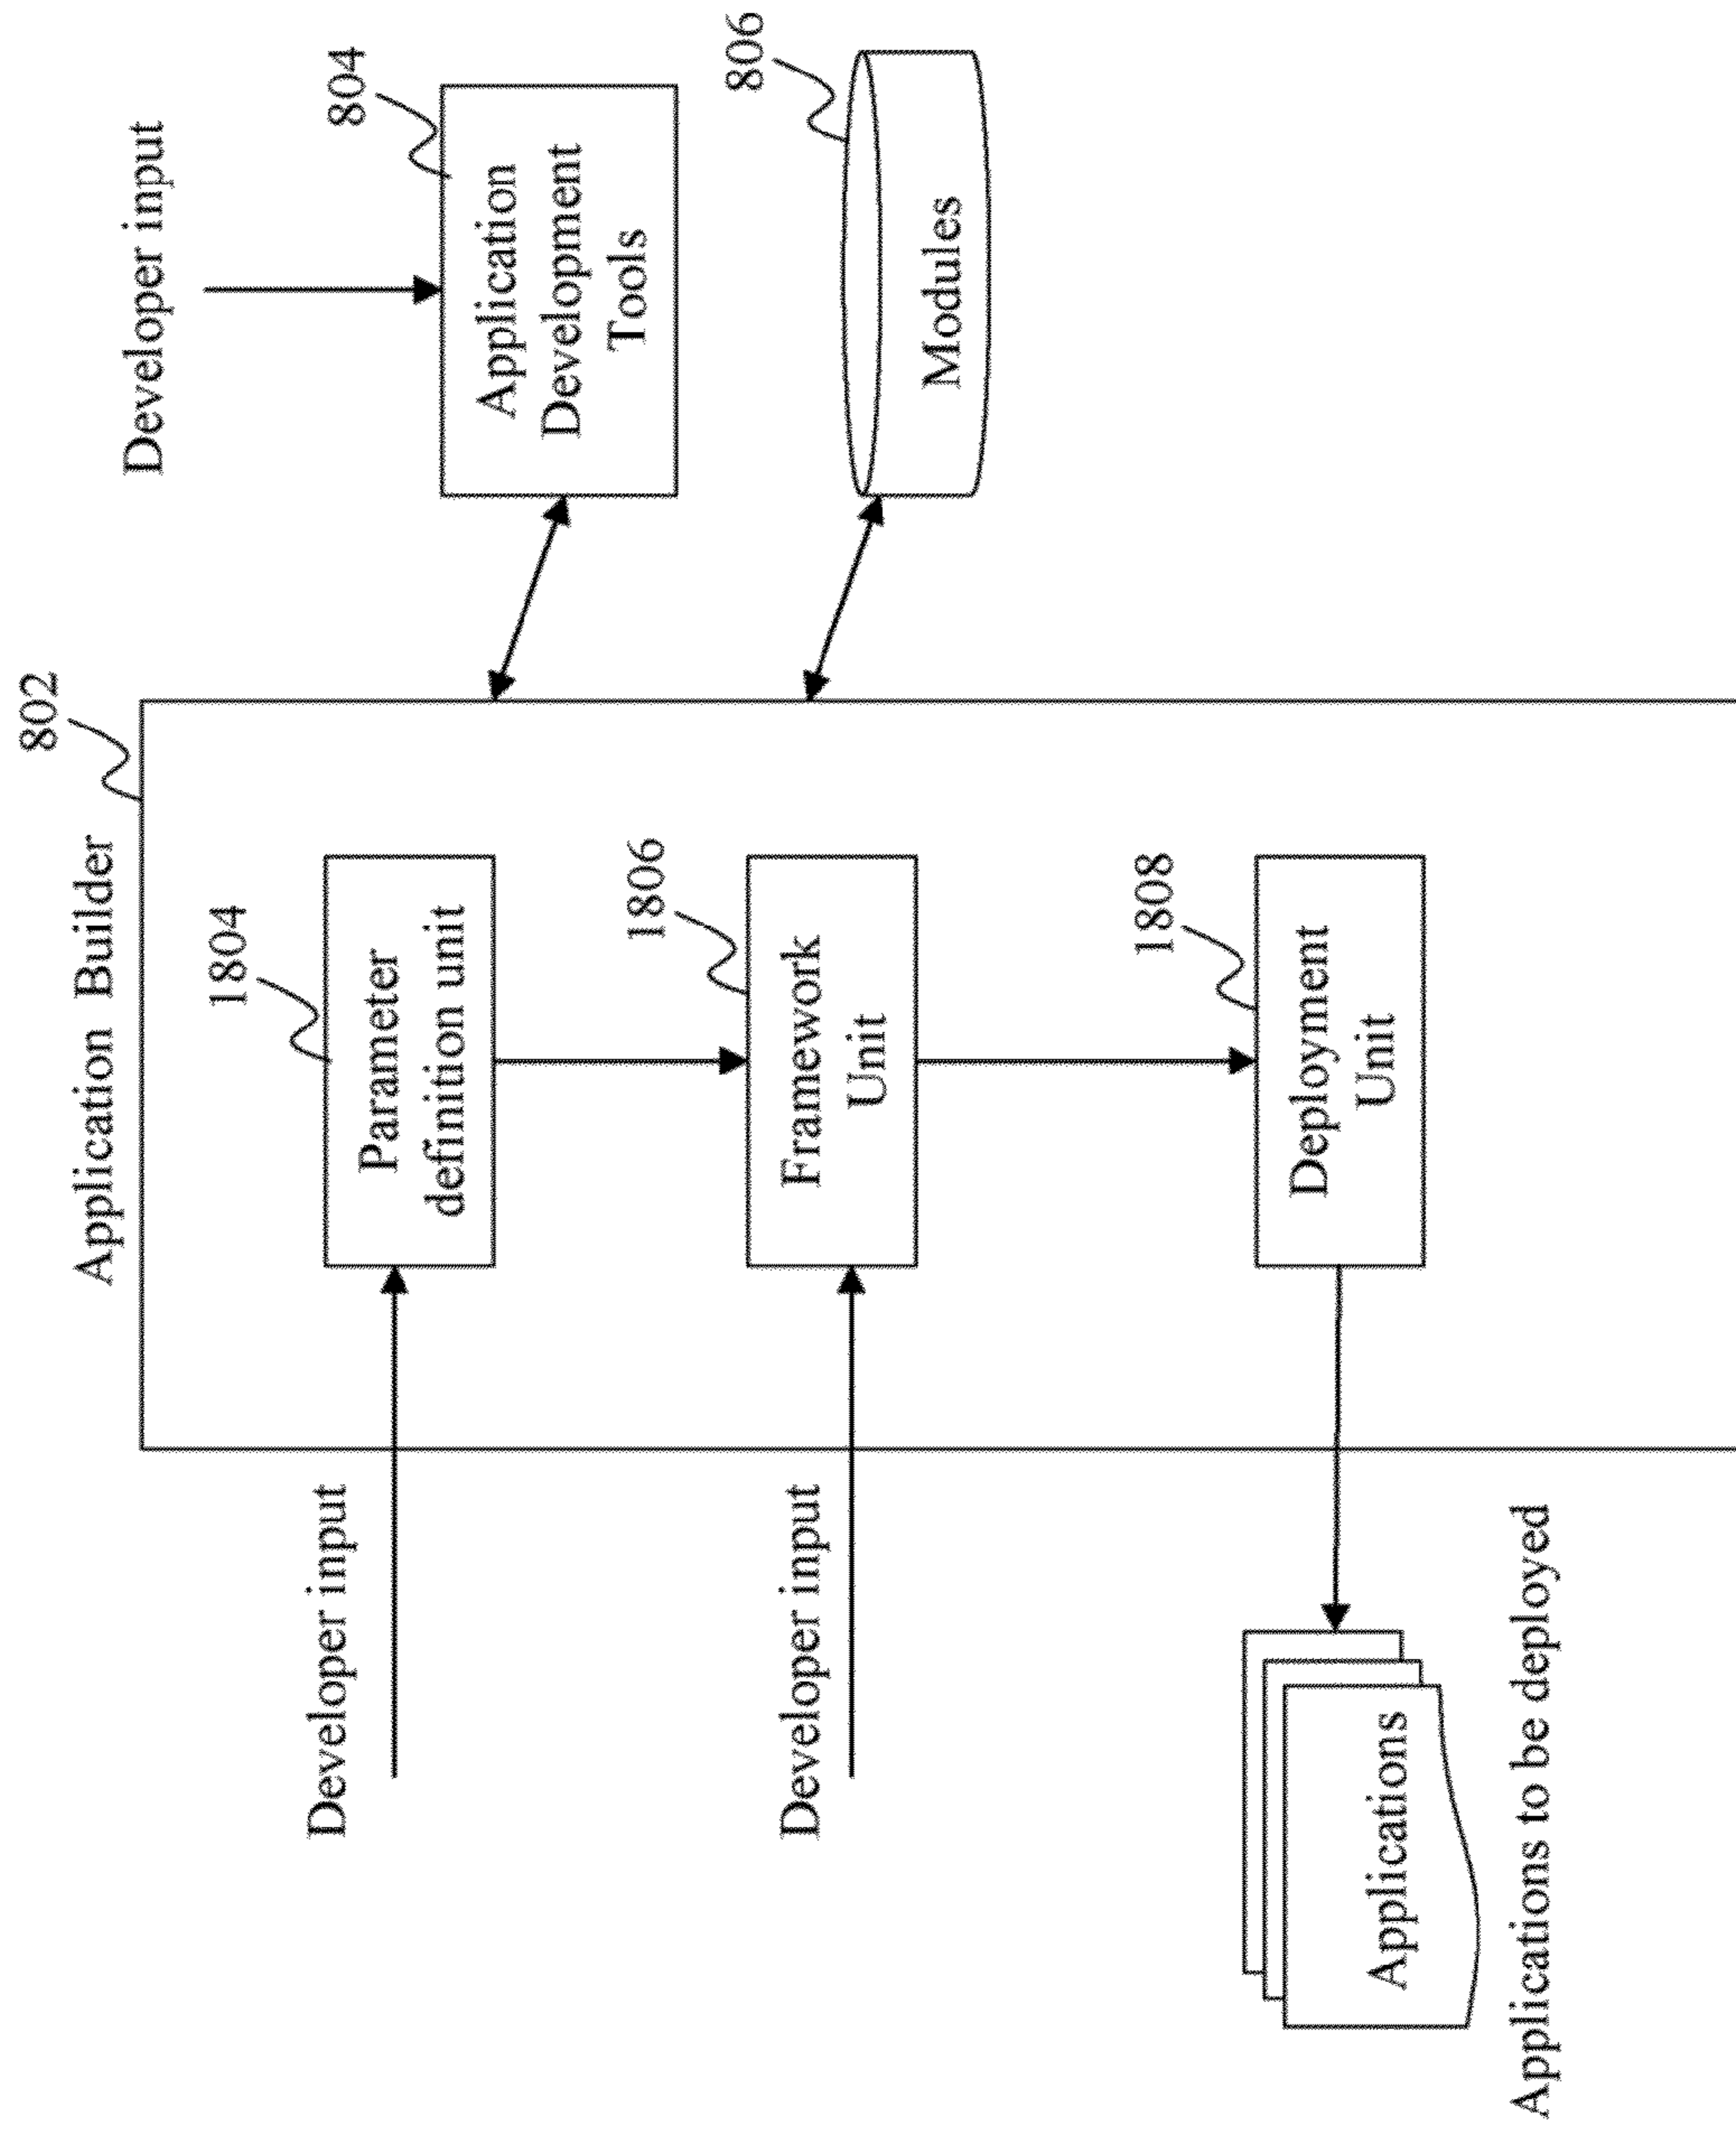 802
Application Builder
Developer input
804
Application
Development
Tools
806
Modules
1804
Parameter
definition unit
Developer input
1806
Framework
Unit
Developer input
1808
Deployment
Unit
Applications
Applications to be deployed